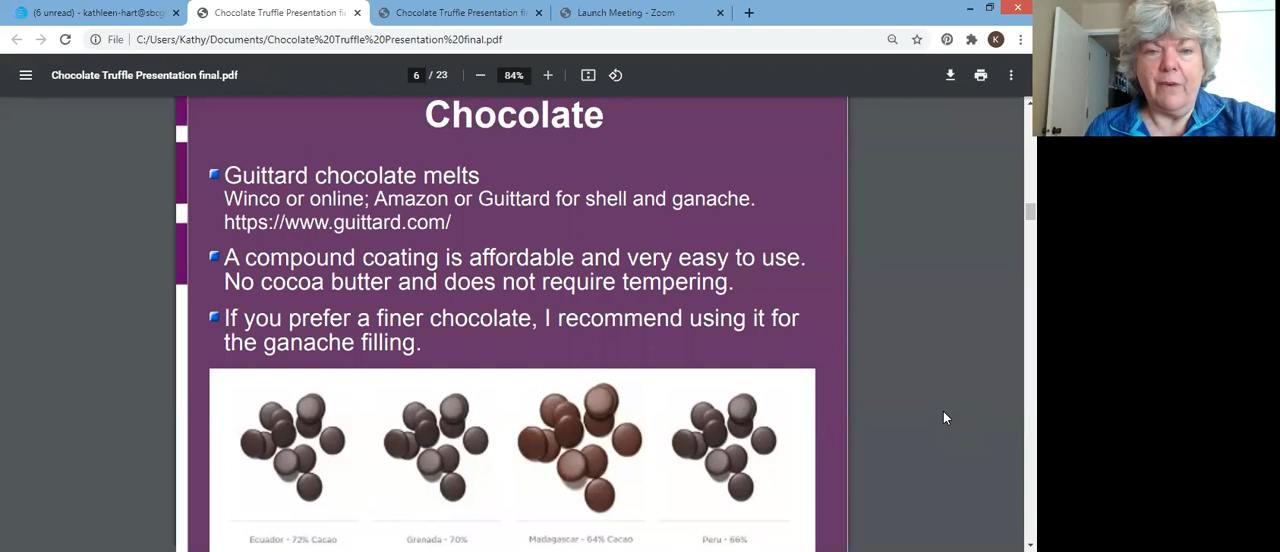 (6 unread) - kathleen-hart@sbcg
Chocolate Truffle Presentation fi
Chocolate Truffle Presentation fi
Launch Meeting - Zoom
File
C:/Users/Kathy/Documents/Chocolate%20Truffle%20Presentation%20final.pdf
K
Chocolate Truffle Presentation final.pdf
6 / 23
84%
Chocolate
Guittard chocolate melts
Winco or online; Amazon or Guittard for shell and ganache.
https://www.guittard.com/
A compound coating is affordable and very easy to use.
No cocoa butter and does not require tempering.
If you prefer a finer chocolate, I recommend using it for
the ganache filling.
Ecuador - 72% Cacao
Grenada - 70%
Madagascar - 64% Cacao
Peru - 66%